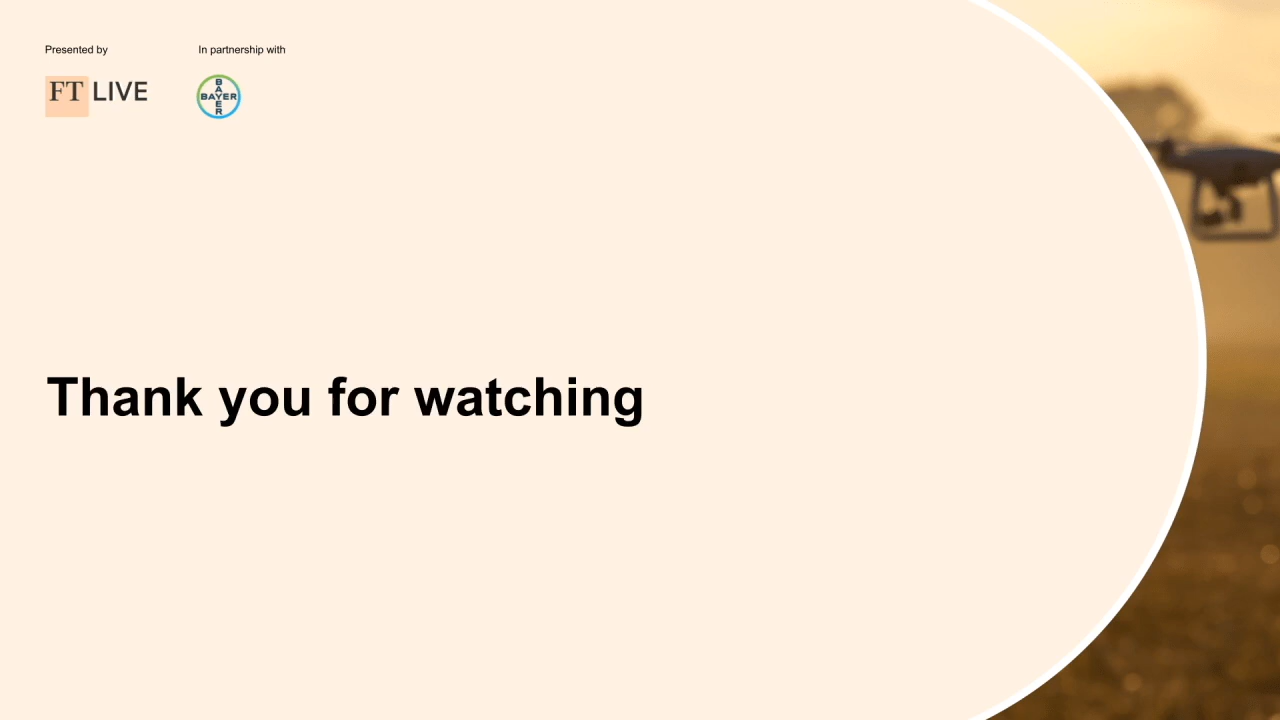 Presented by
In partnership with
FT LIVE
BAYER
BAYER
Thank you for watching